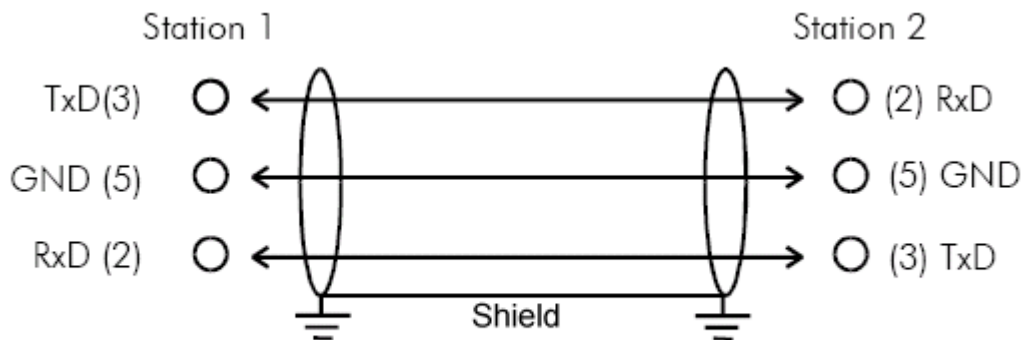 Station 1 Station 2
TxD(3) (2) RxD
GND (5) (5) GND
RxD (2) (3) TxD
Shield